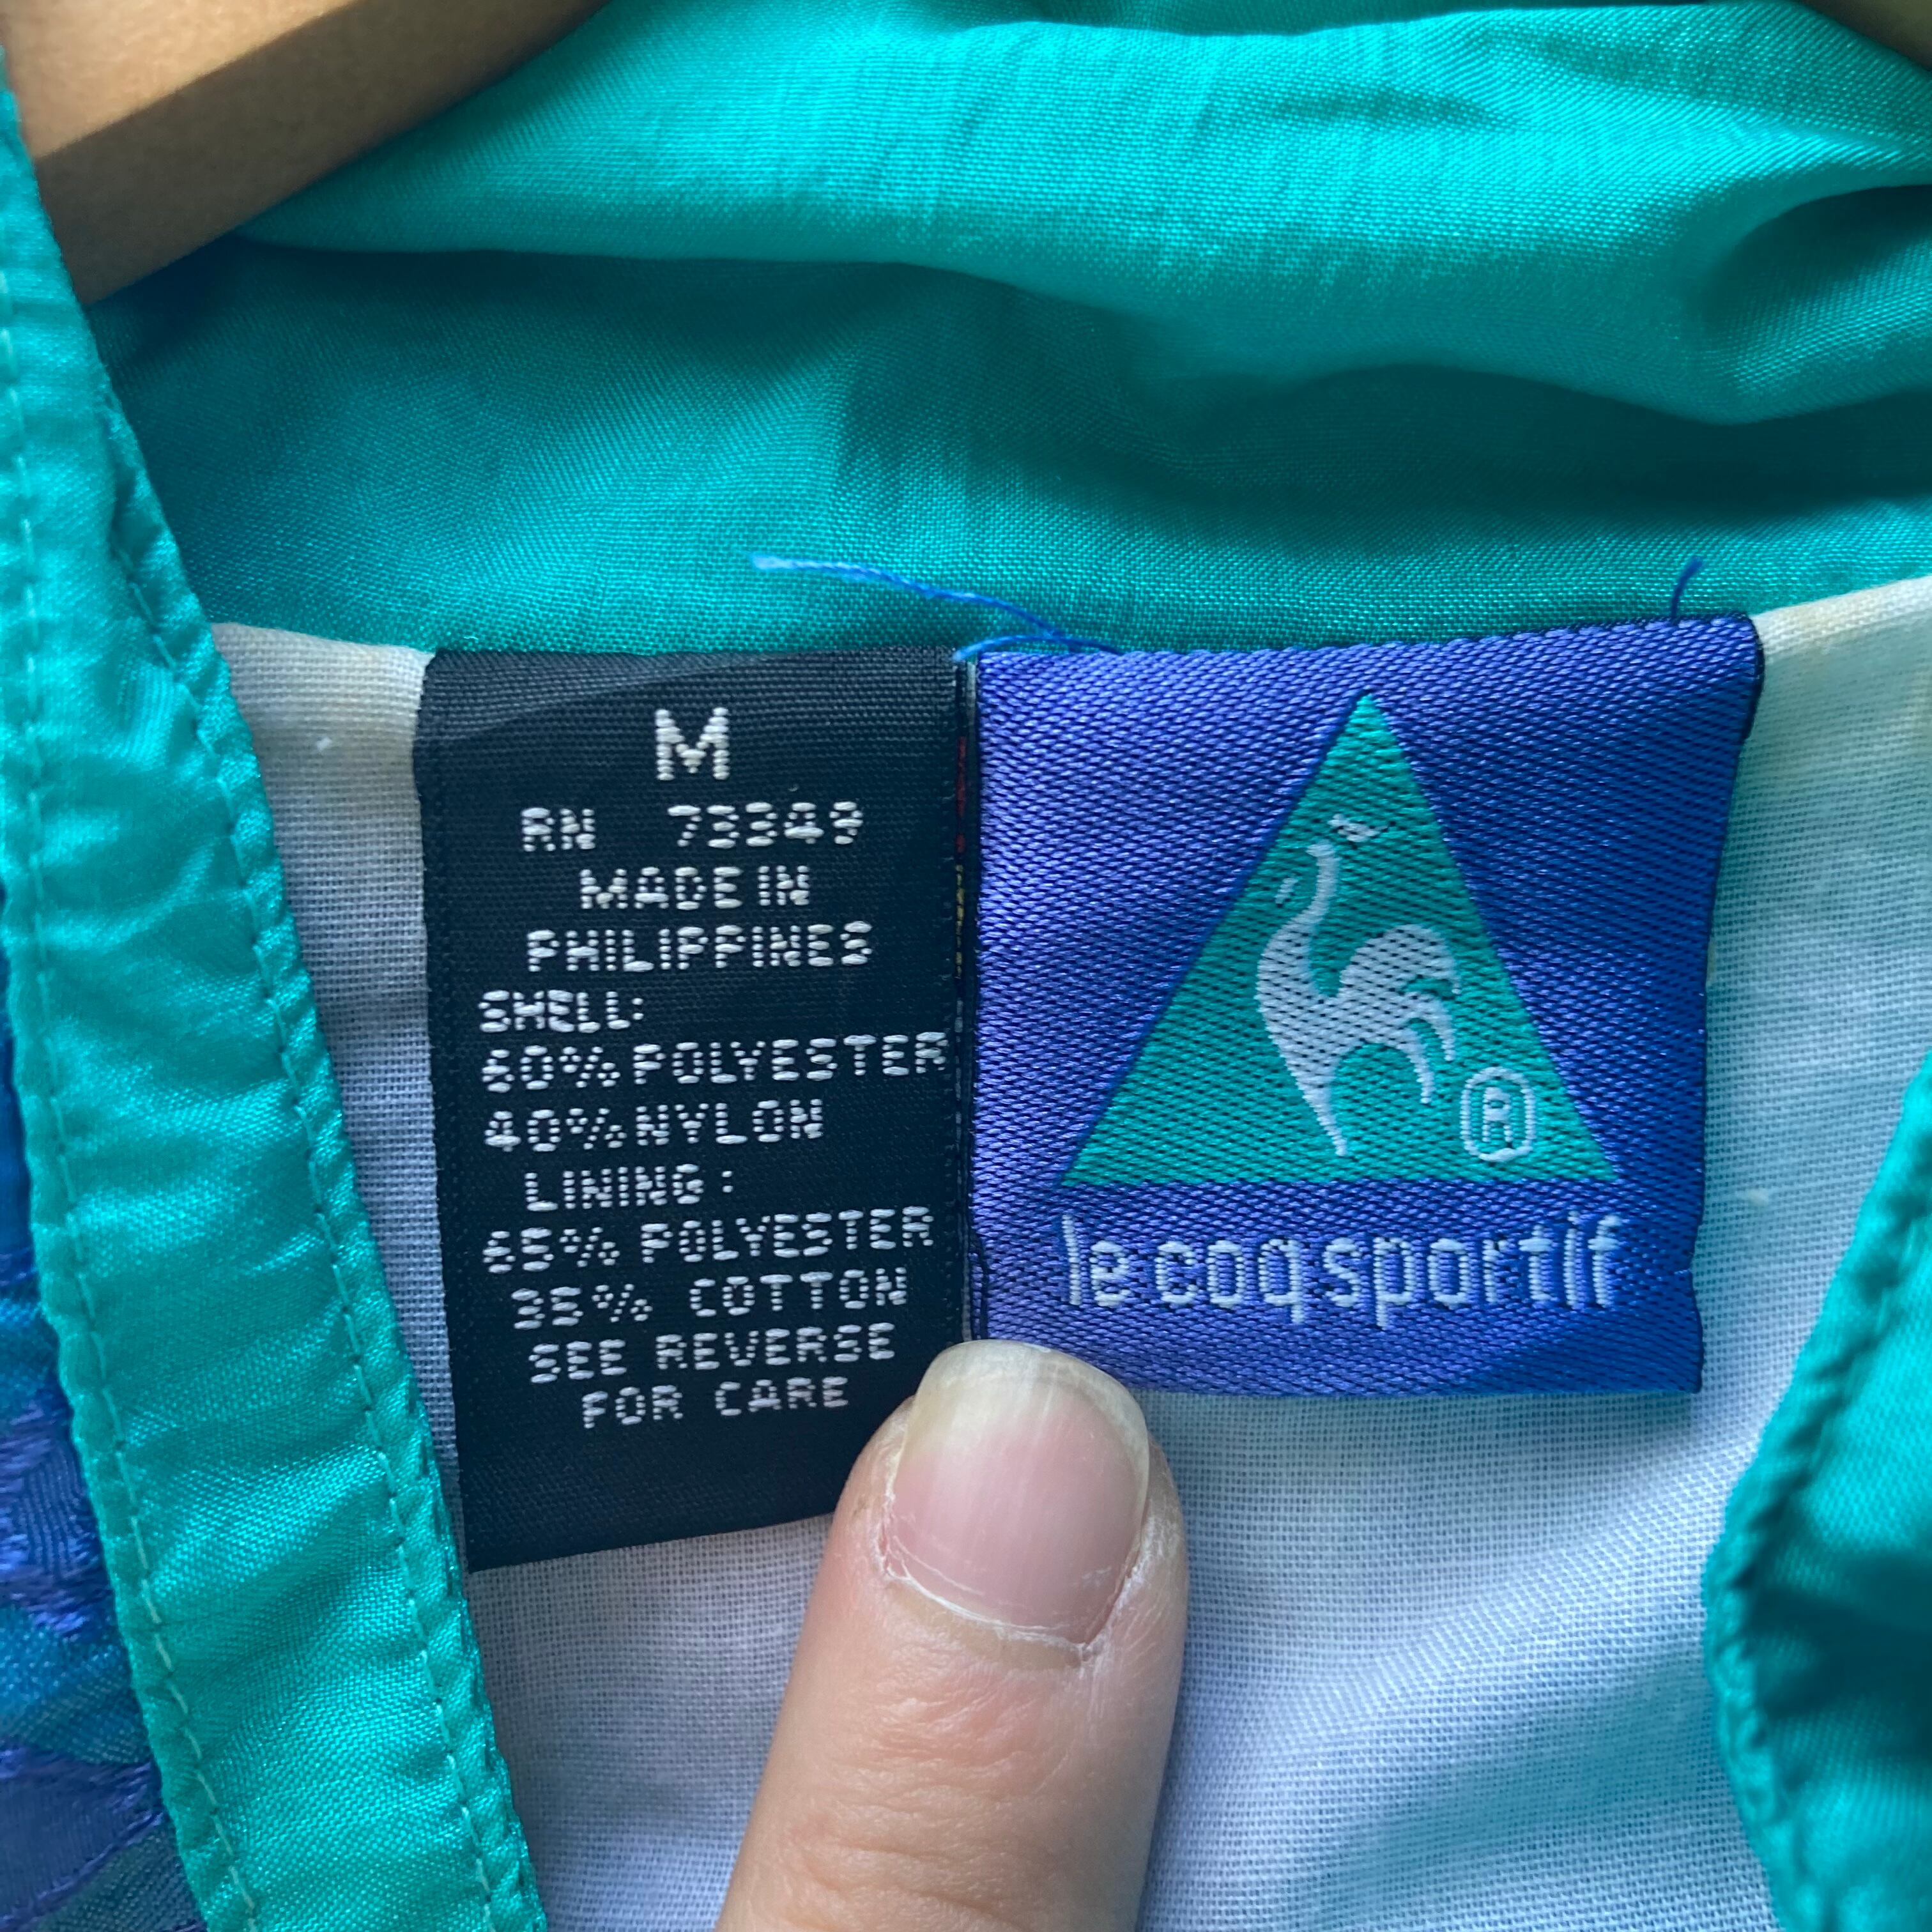 M
RN 73349
MADE IN
PHILIPPINES
SHELL:
60% POLYESTER
40% NYLON
LINING:
65% POLYESTER
35% COTTON
SEE REVERSE
FOR CARE
®
le coq sportif